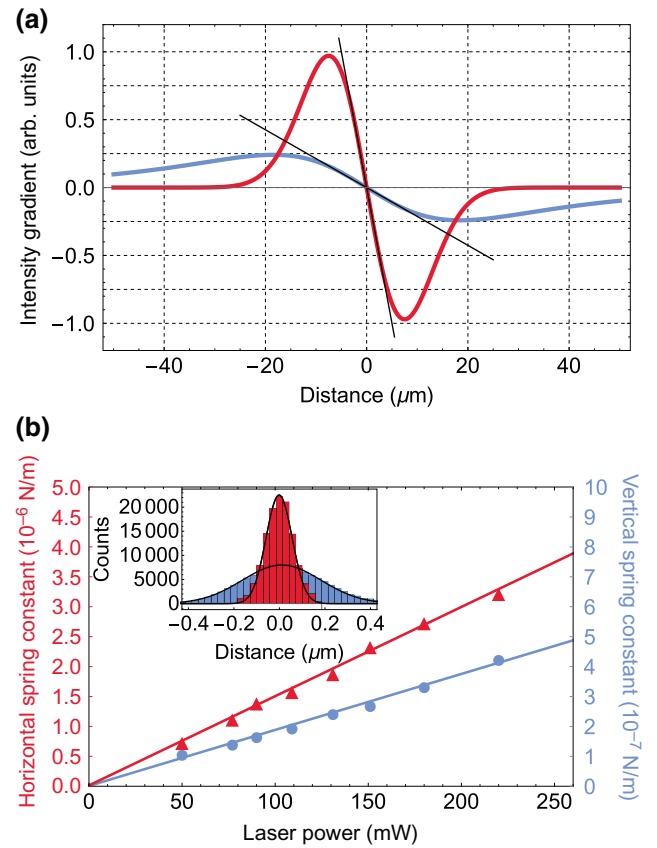 (a)
Intensity gradient (arb. units)
1.0
0.5
0.0
−0.5
−1.0
−40 −20 0 20 40
Distance (µm)
(b)
Horizontal spring constant (10⁻⁶ N/m)
5.0
4.5
4.0
3.5
3.0
2.5
2.0
1.5
1.0
0.5
0.0
Counts
20 000
15 000
10 000
5000
0
−0.4 −0.2 0.0 0.2 0.4
Distance (µm)
10
9
8
7
6
5
4
3
2
1
0
Vertical spring constant (10⁻⁷ N/m)
0 50 100 150 200 250
Laser power (mW)